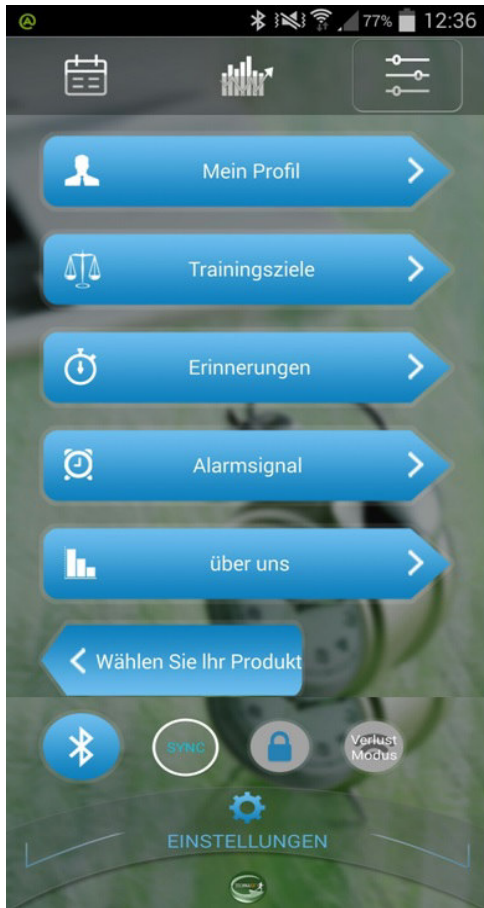 77% 12:36
Mein Profil
Trainingsziele
Erinnerungen
Alarmsignal
über uns
Wählen Sie Ihr Produkt
SYNC
Verlust
Modus
EINSTELLUNGEN